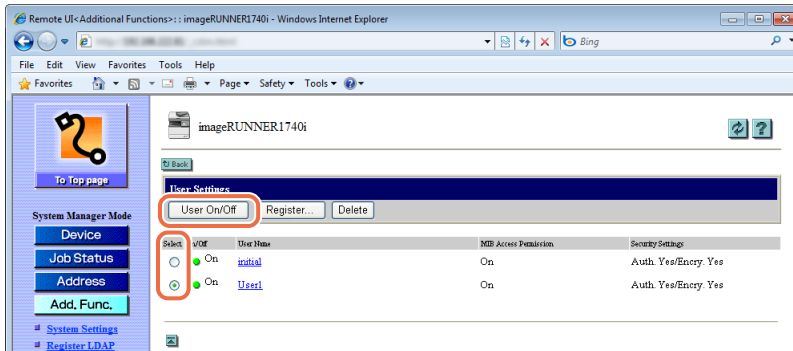 Remote UI<Additional Functions>: : imageRUNNER1740i - Windows Internet Explorer
Bing
File Edit View Favorites Tools Help
Favorites Page Safety Tools
imageRUNNER1740i
To Top page
Back
User Settings
User On/Off Register... Delete
System Manager Mode
Device
Job Status
Address
Add. Func.
System Settings
Register LDAP
Select On/Off User Name MIB Access Permission Security Settings
On initial On Auth. Yes/Encry. Yes
On User1 On Auth. Yes/Encry. Yes